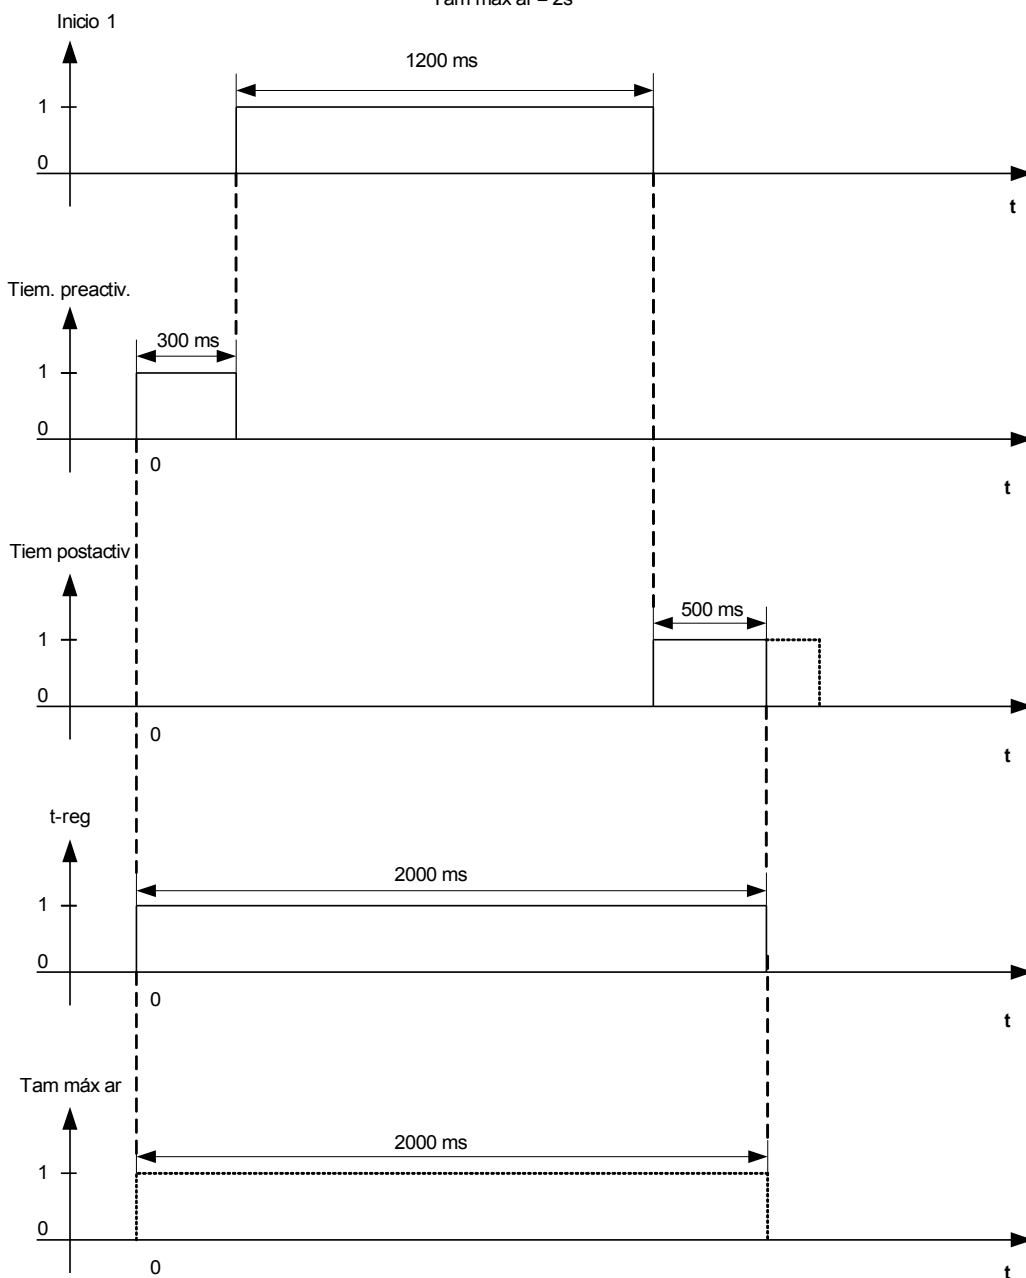 Tam máx ar = 2s
Inicio 1
1200 ms
1
0
t
Tiem. preactiv.
300 ms
1
0
0
t
Tiem postactiv
500 ms
1
0
0
t
t-reg
2000 ms
1
0
0
t
Tam máx ar
2000 ms
1
0
0
t